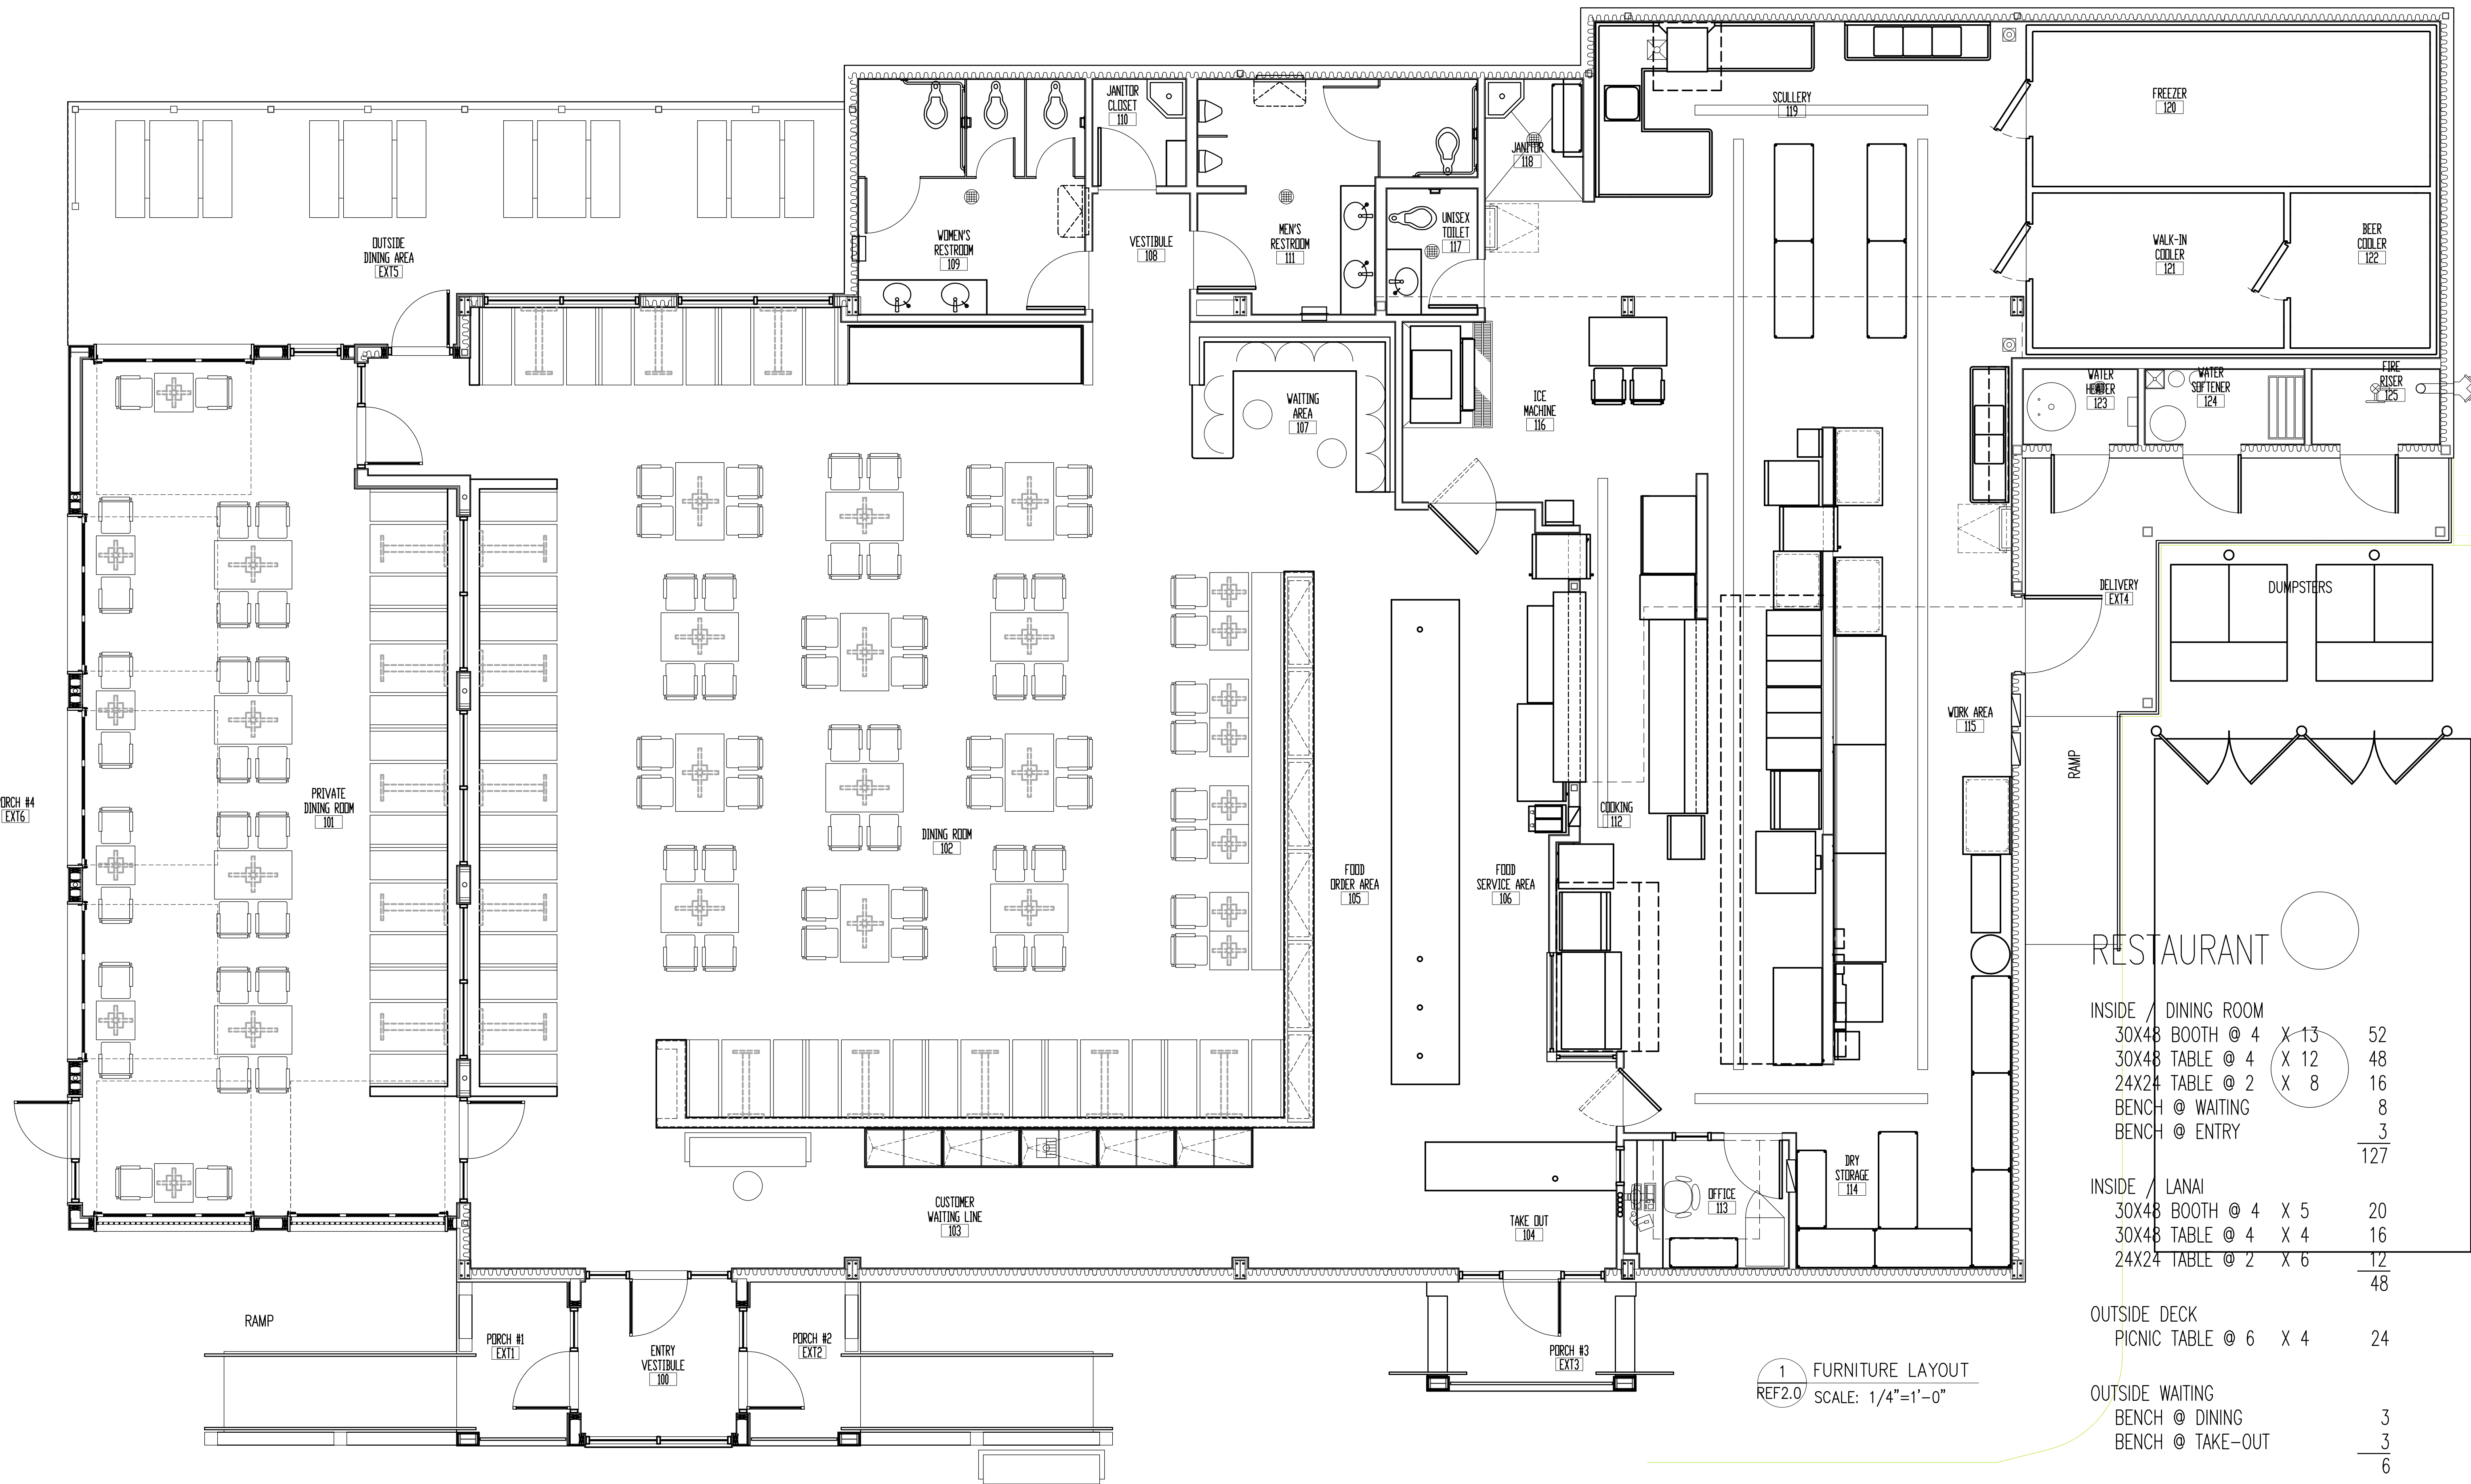 JANITOR
CLOSET
110
SCULLERY
119
FREEZER
120
JANITOR
118
OUTSIDE
DINING AREA
EXT5
WOMEN'S
RESTROOM
109
VESTIBULE
108
MEN'S
RESTROOM
111
UNISEX
TOILET
117
WALK-IN
COOLER
121
BEER
COOLER
122
WAITING
AREA
107
ICE
MACHINE
116
WATER
HEATER
123
WATER
SOFTENER
124
FIRE
RISER
125
DELIVERY
EXT4
DUMPSTERS
WORK AREA
115
RAMP
PORCH #4
EXT6
PRIVATE
DINING ROOM
101
DINING ROOM
102
FOOD
ORDER AREA
105
FOOD
SERVICE AREA
106
COOKING
112
CUSTOMER
WAITING LINE
103
TAKE OUT
104
OFFICE
113
DRY
STORAGE
114
RAMP
PORCH #1
EXT1
ENTRY
VESTIBULE
100
PORCH #2
EXT2
PORCH #3
EXT3
1 FURNITURE LAYOUT
REF2.0 SCALE: 1/4"=1'-0"
RESTAURANT
INSIDE / DINING ROOM
30X48 BOOTH @ 4 X 13 52
30X48 TABLE @ 4 X 12 48
24X24 TABLE @ 2 X 8 16
BENCH @ WAITING 8
BENCH @ ENTRY 3
127
INSIDE / LANAI
30X48 BOOTH @ 4 X 5 20
30X48 TABLE @ 4 X 4 16
24X24 TABLE @ 2 X 6 12
48
OUTSIDE DECK
PICNIC TABLE @ 6 X 4 24
OUTSIDE WAITING
BENCH @ DINING 3
BENCH @ TAKE-OUT 3
6